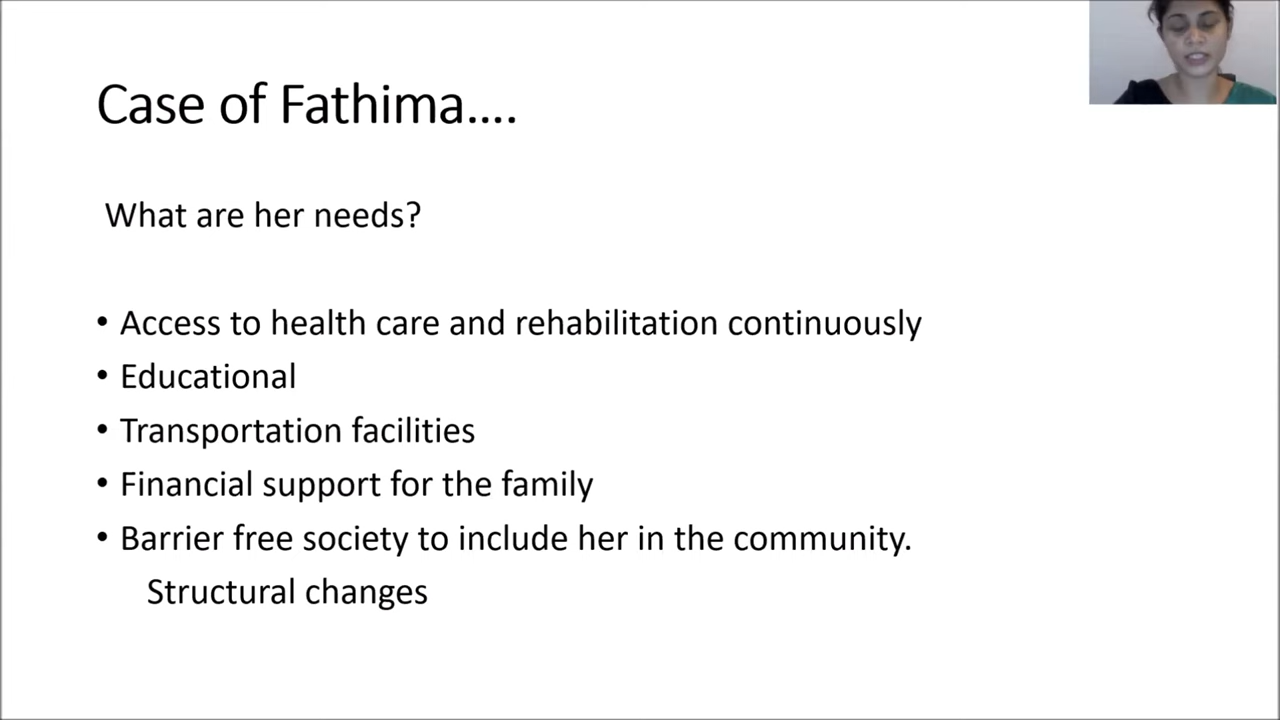 Case of Fathima....
What are her needs?
• Access to health care and rehabilitation continuously
• Educational
• Transportation facilities
• Financial support for the family
• Barrier free society to include her in the community.
Structural changes